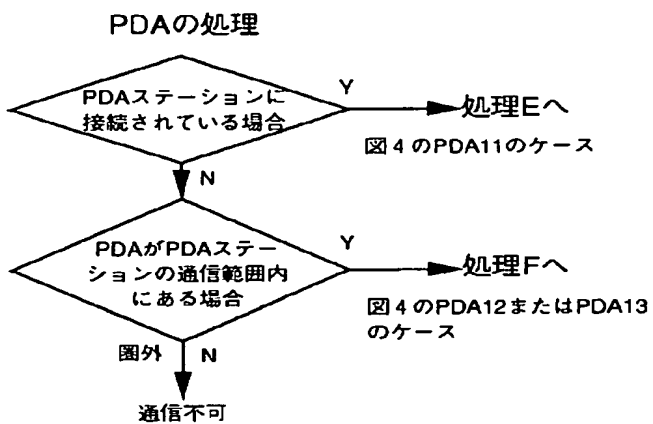 PDAの処理
PDAステーションに
接続されている場合
Y
処理Eへ
図4のPDA11のケース
N
PDAがPDAステー
ションの通信範囲内
にある場合
Y
処理Fへ
図4のPDA12またはPDA13
のケース
圏外
N
通信不可